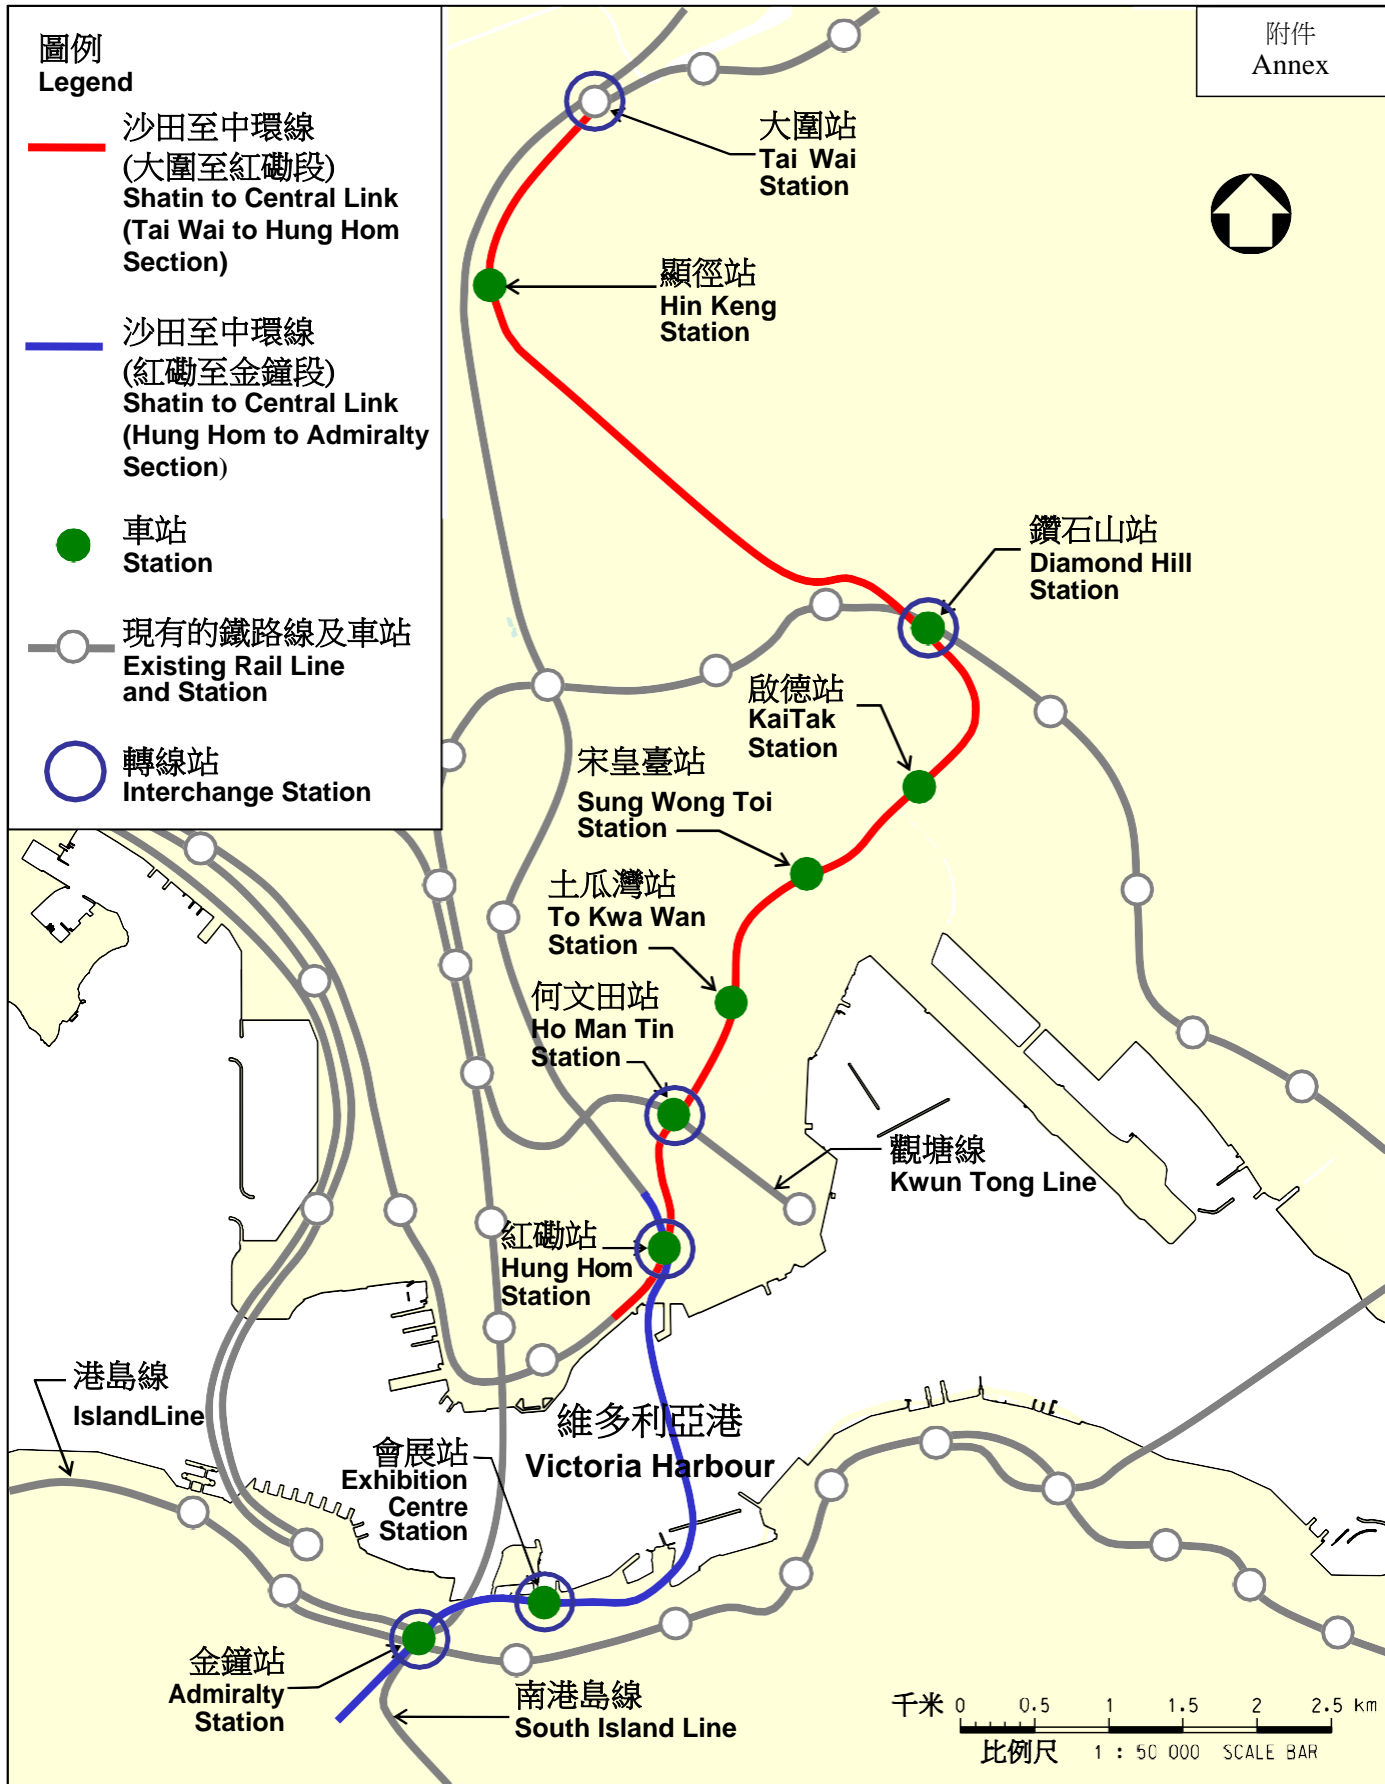 圖例
Legend
沙田至中環線
(大圍至紅磡段)
Shatin to Central Link
(Tai Wai to Hung Hom
Section)
沙田至中環線
(紅磡至金鐘段)
Shatin to Central Link
(Hung Hom to Admiralty
Section)
車站
Station
現有的鐵路線及車站
Existing Rail Line
and Station
轉線站
Interchange Station
附件
Annex
大圍站
Tai Wai
Station
顯徑站
Hin Keng
Station
鑽石山站
Diamond Hill
Station
啟德站
KaiTak
Station
宋皇臺站
Sung Wong Toi
Station
土瓜灣站
To Kwa Wan
Station
何文田站
Ho Man Tin
Station
觀塘線
Kwun Tong Line
紅磡站
Hung Hom
Station
港島線
IslandLine
維多利亞港
Victoria Harbour
會展站
Exhibition
Centre
Station
金鐘站
Admiralty
Station
南港島線
South Island Line
千米 0 0.5 1 1.5 2 2.5 km
比例尺 1 : 50 000 SCALE BAR